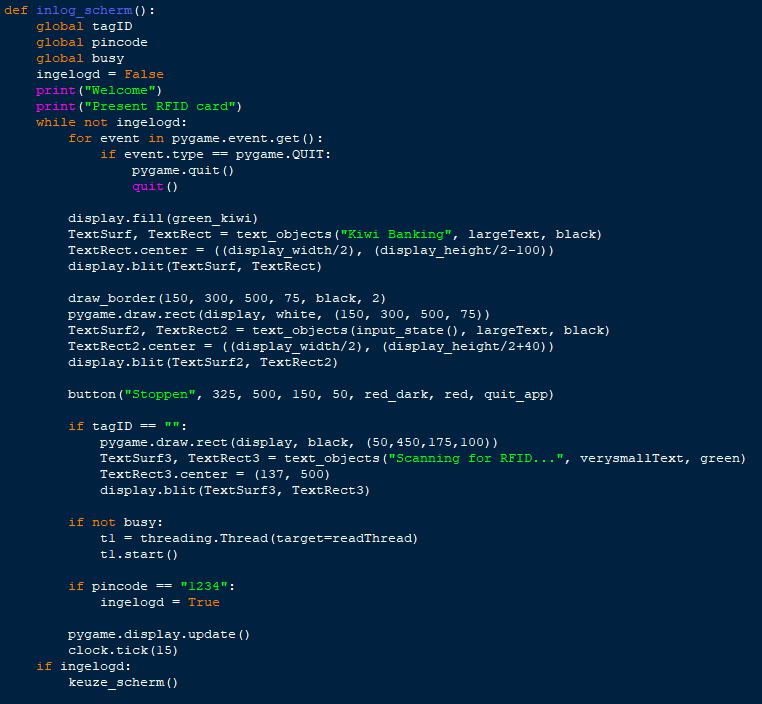 def inlog_scherm():
    global tagID
    global pincode
    global busy
    ingelogd = False
    print("Welcome")
    print("Present RFID card")
    while not ingelogd:
        for event in pygame.event.get():
            if event.type == pygame.QUIT:
                pygame.quit()
                quit()

        display.fill(green_kiwi)
        TextSurf, TextRect = text_objects("Kiwi Banking", largeText, black)
        TextRect.center = ((display_width/2), (display_height/2-100))
        display.blit(TextSurf, TextRect)

        draw_border(150, 300, 500, 75, black, 2)
        pygame.draw.rect(display, white, (150, 300, 500, 75))
        TextSurf2, TextRect2 = text_objects(input_state(), largeText, black)
        TextRect2.center = ((display_width/2), (display_height/2+40))
        display.blit(TextSurf2, TextRect2)

        button("Stoppen", 325, 500, 150, 50, red_dark, red, quit_app)

        if tagID == "":
            pygame.draw.rect(display, black, (50,450,175,100))
            TextSurf3, TextRect3 = text_objects("Scanning for RFID...", verysmallText, green)
            TextRect3.center = (137, 500)
            display.blit(TextSurf3, TextRect3)

        if not busy:
            t1 = threading.Thread(target=readThread)
            t1.start()

        if pincode == "1234":
            ingelogd = True

        pygame.display.update()
        clock.tick(15)
    if ingelogd:
        keuze_scherm()